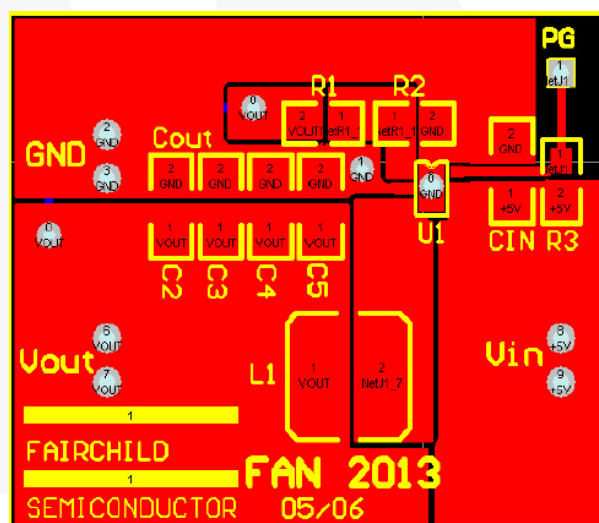 PG
1
NetJ1
0
VOUT
R1
R2
2
VOUT
1
NetR1_1
1
NetR1_1
2
GND
2
GND
GND
2
GND
3
GND
Cout
2
GND
2
GND
2
GND
2
GND
1
GND
0
GND
U1
1
NetJ1
1
+5V
2
+5V
CIN R3
0
VOUT
1
VOUT
1
VOUT
1
VOUT
1
VOUT
C2
C3
C4
C5
Vout
6
VOUT
7
VOUT
L1
1
VOUT
2
NetJ1_7
Vin
8
+5V
9
+5V
1
FAIRCHILD
1
SEMICONDUCTOR
FAN 2013
05/06